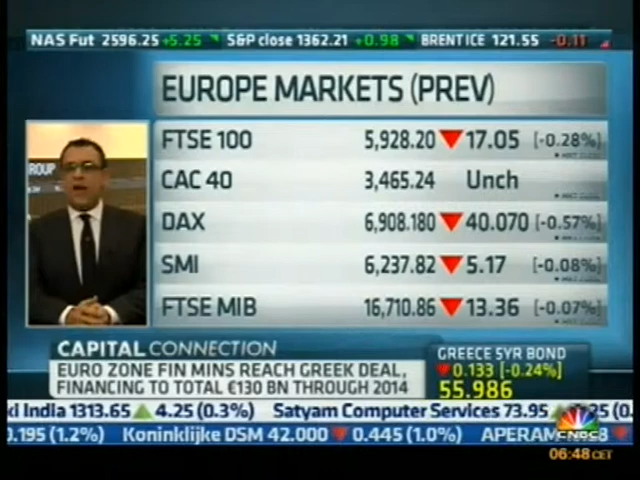 NAS Fut 2596.25 +5.25 S&P close 1362.21 +0.98 BRENT ICE 121.55 -0.11
EUROPE MARKETS (PREV)
ROUP
FTSE 100 5,928.20 ▼ 17.05 [-0.28%]
CAC 40 3,465.24 Unch
DAX 6,908.180 ▼ 40.070 [-0.57%]
SMI 6,237.82 ▼ 5.17 [-0.08%]
FTSE MIB 16,710.86 ▼ 13.36 [-0.07%]
CAPITAL CONNECTION
EURO ZONE FIN MINS REACH GREEK DEAL,
FINANCING TO TOTAL €130 BN THROUGH 2014
GREECE 5YR BOND
▼ 0.133 [-0.24%]
55.986
ki India 1313.65 ▲ 4.25 (0.3%) Satyam Computer Services 73.95
0.195 (1.2%) Koninklijke DSM 42.000 ▼ 0.445 (1.0%) APERAM
CNBC
06:48 CET